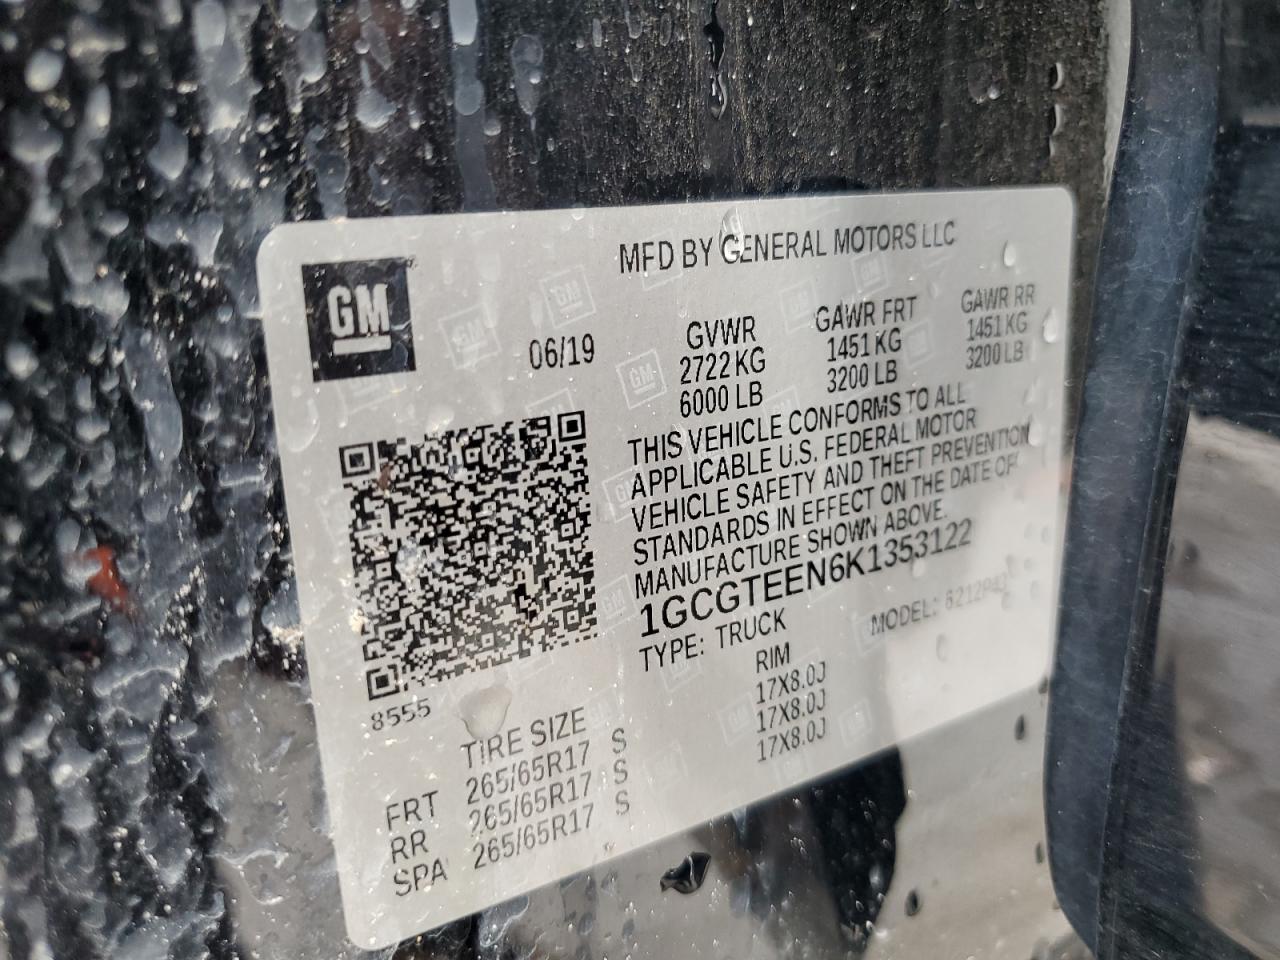 MFD BY GENERAL MOTORS LLC
GM
06/19
GVWR GAWR FRT GAWR RR
2722 KG 1451 KG 1451 KG
6000 LB 3200 LB 3200 LB
THIS VEHICLE CONFORMS TO ALL
APPLICABLE U.S. FEDERAL MOTOR
VEHICLE SAFETY AND THEFT PREVENTION
STANDARDS IN EFFECT ON THE DATE OF
MANUFACTURE SHOWN ABOVE.
1GCGTEEN6K1353122
TYPE: TRUCK MODEL:
8555
TIRE SIZE RIM
FRT 265/65R17 S 17X8.0J
RR 265/65R17 S 17X8.0J
SPA 265/65R17 S 17X8.0J